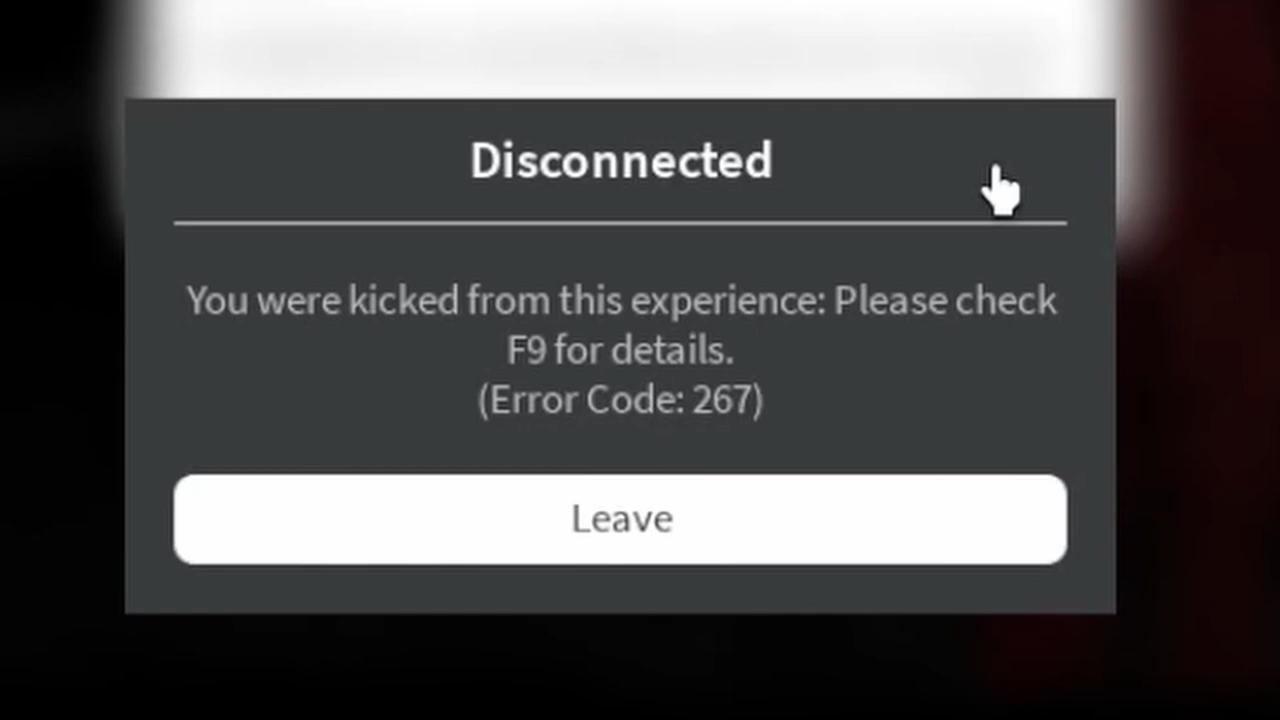 Disconnected
You were kicked from this experience: Please check
F9 for details.
(Error Code: 267)
Leave